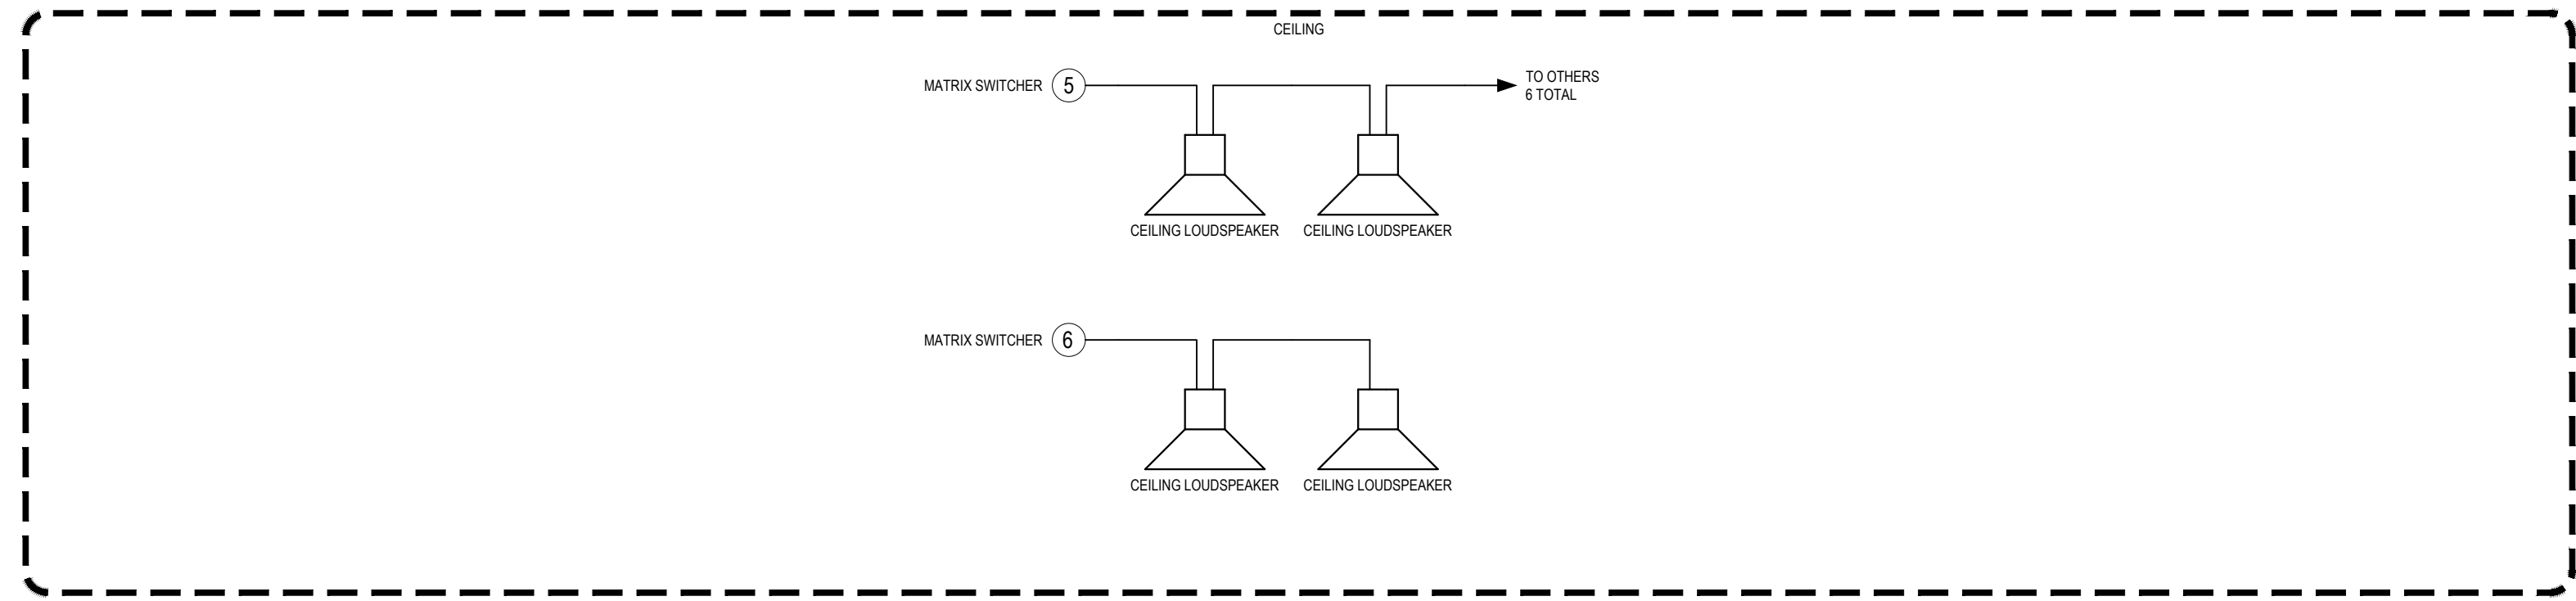 CEILING
MATRIX SWITCHER 5
TO OTHERS
6 TOTAL
CEILING LOUDSPEAKER CEILING LOUDSPEAKER
MATRIX SWITCHER 6
CEILING LOUDSPEAKER CEILING LOUDSPEAKER